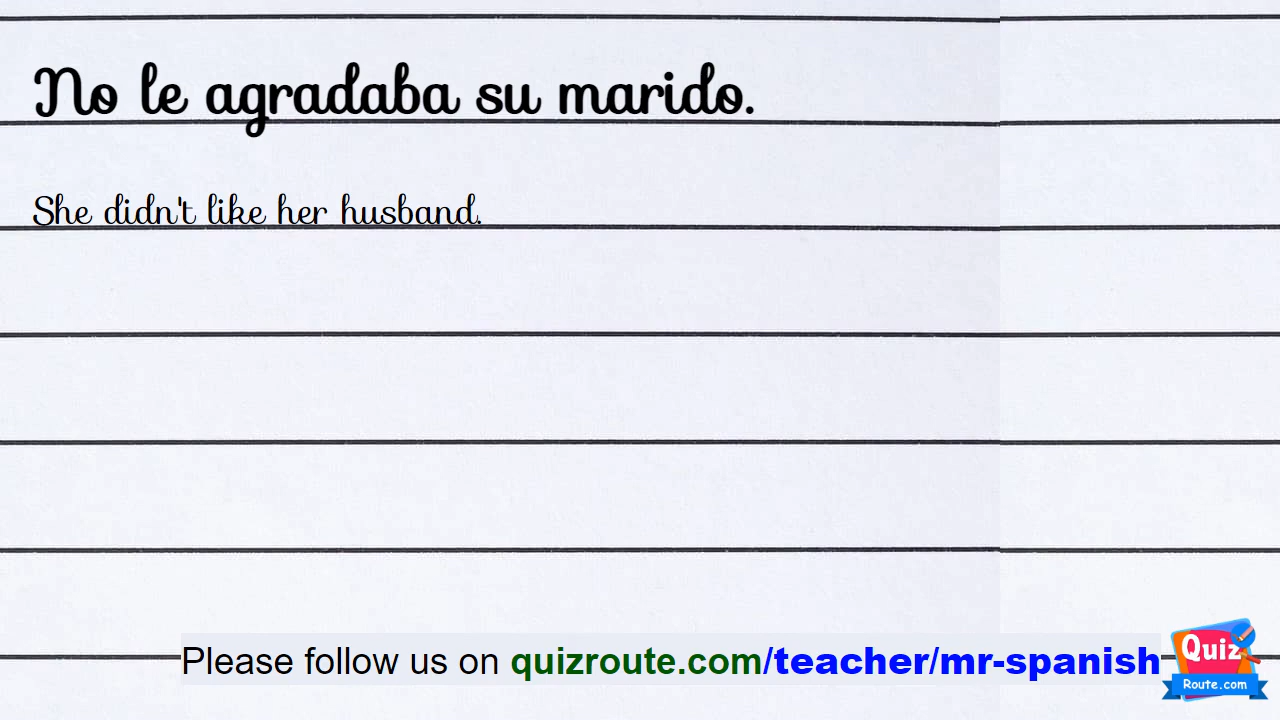 No le agradaba su marido.
She didn't like her husband.
Please follow us on quizroute.com/teacher/mr-spanish
Quiz
Route.com